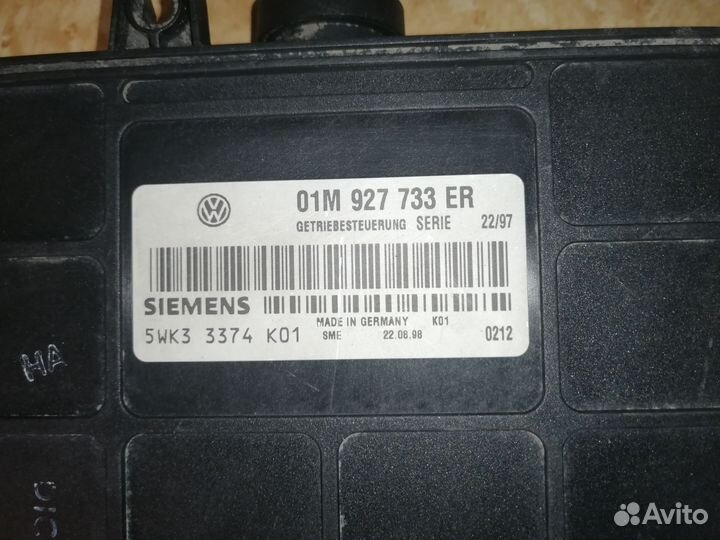 01M 927 733 ER
GETRIEBESTEUERUNG SERIE 22/97
SIEMENS
MADE IN GERMANY K01
5WK3 3374 K01 SME 22.08.98 0212
HA
Avito